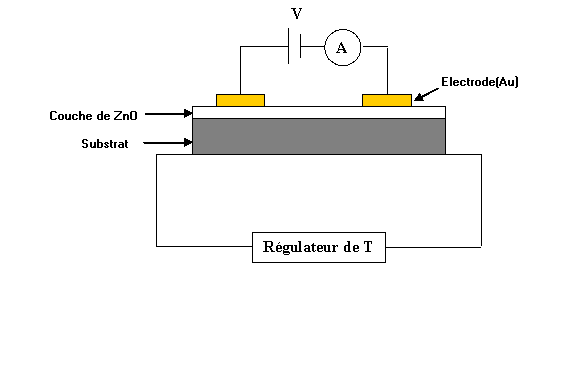 V
A
Electrode(Au)
Couche de ZnO
Substrat
Régulateur de T